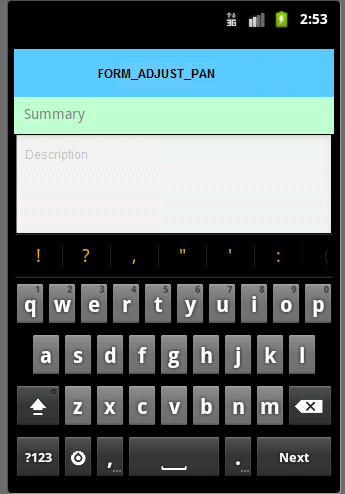 3G 2:53
FORM_ADJUST_PAN
Summary
Description
! ? , " ' : (
1 2 3 4 5 6 7 8 9 0
q w e r t y u i o p
a s d f g h j k l
z x c v b n m
?123 , ... . ... Next